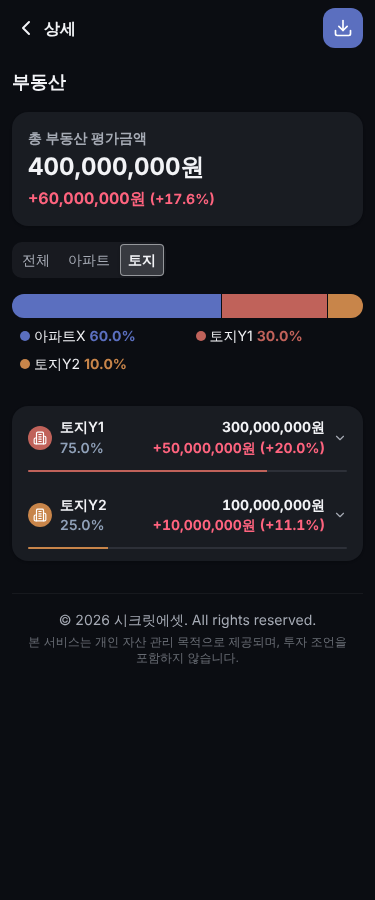 상세
부동산
총 부동산 평가금액
400,000,000원
+60,000,000원 (+17.6%)
전체 아파트 토지
아파트X 60.0% 토지Y1 30.0%
토지Y2 10.0%
토지Y1 300,000,000원
75.0% +50,000,000원 (+20.0%)
토지Y2 100,000,000원
25.0% +10,000,000원 (+11.1%)
© 2026 시크릿에셋. All rights reserved.
본 서비스는 개인 자산 관리 목적으로 제공되며, 투자 조언을
포함하지 않습니다.